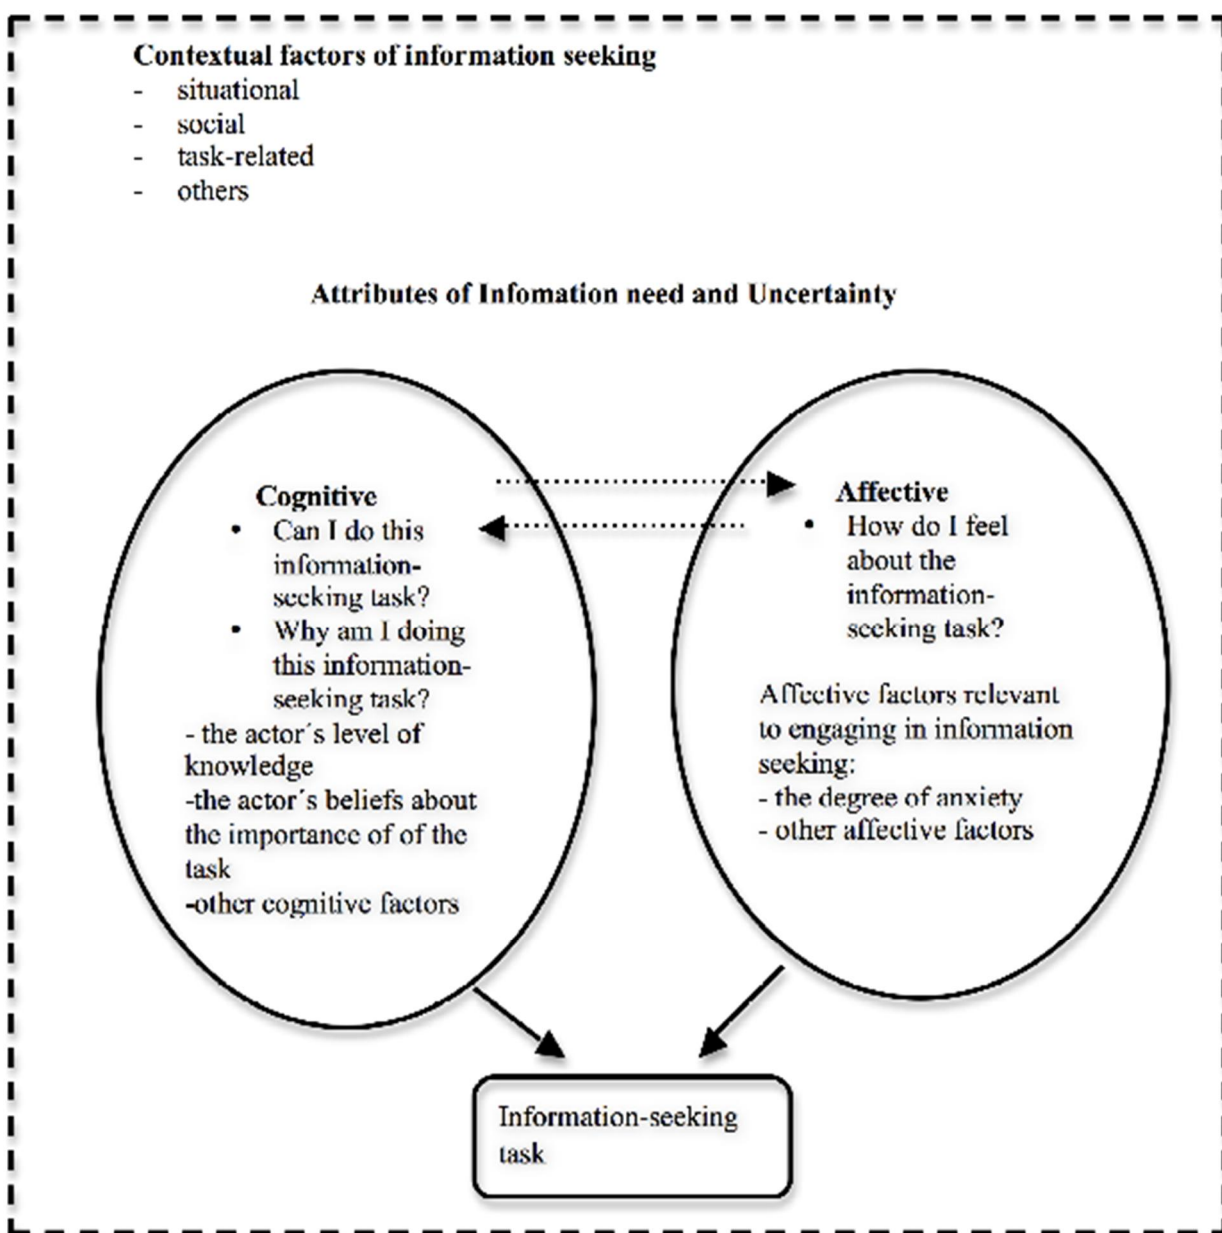 Contextual factors of information seeking
- situational
- social
- task-related
- others
Attributes of Infomation need and Uncertainty
Cognitive
• Can I do this
information-
seeking task?
• Why am I doing
this information-
seeking task?
- the actor´s level of
knowledge
-the actor´s beliefs about
the importance of of the
task
-other cognitive factors
Affective
• How do I feel
about the
information-
seeking task?
Affective factors relevant
to engaging in information
seeking:
- the degree of anxiety
- other affective factors
Information-seeking
task